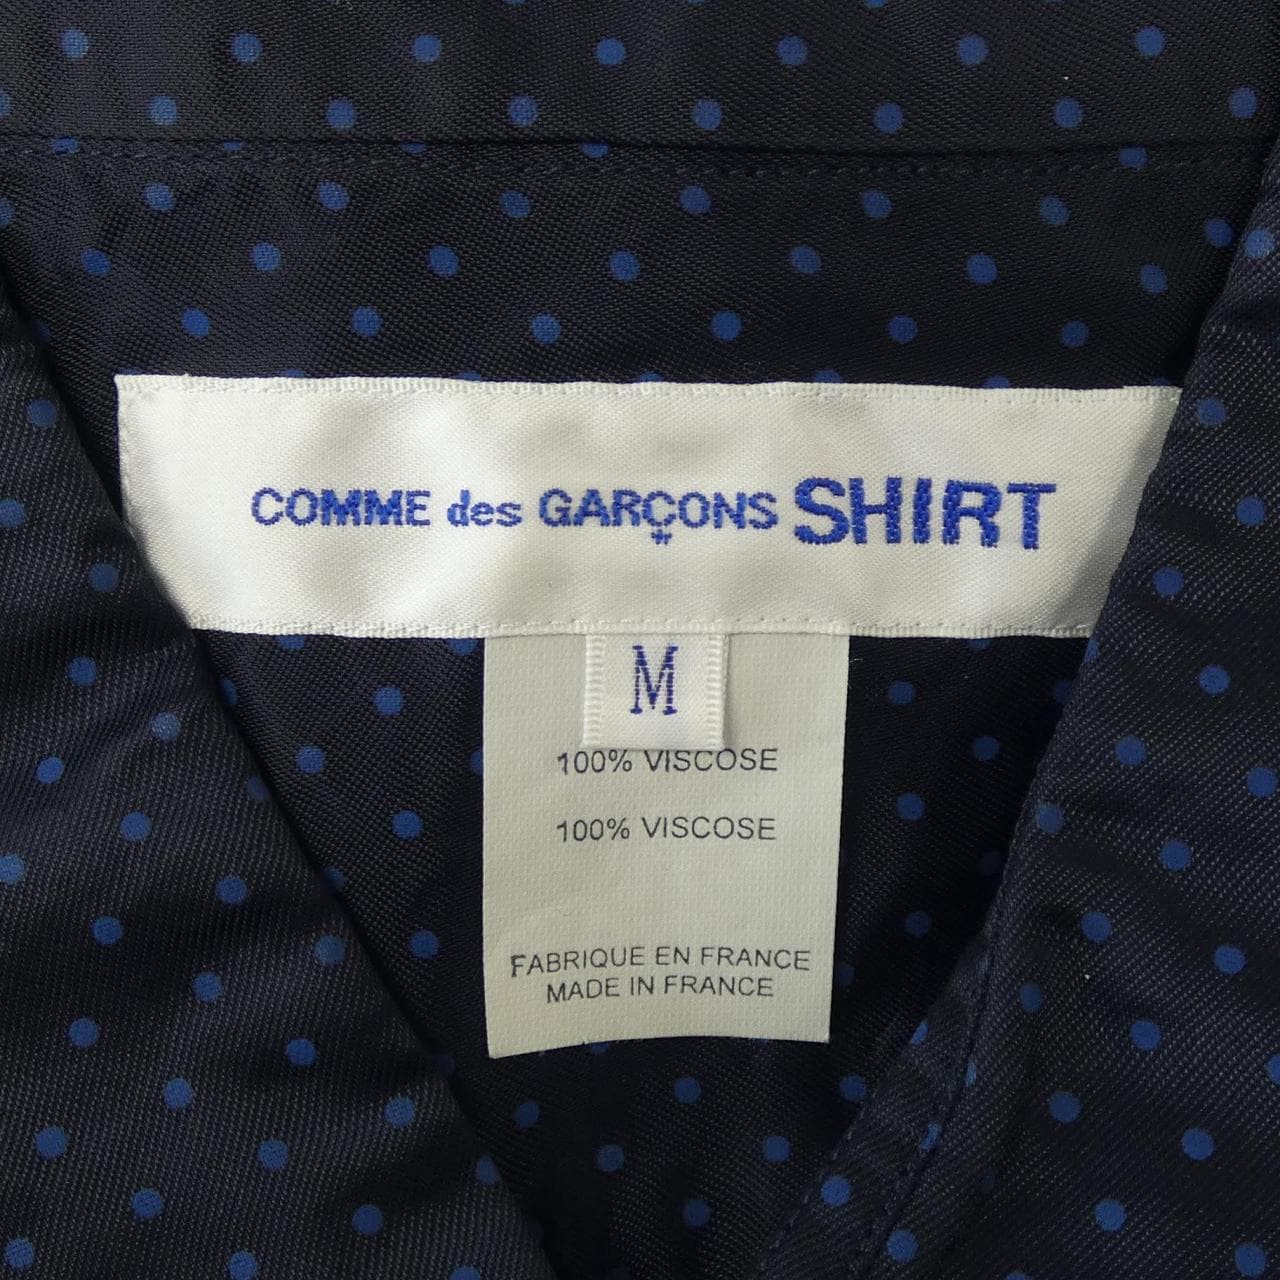 COMME des GARÇONS SHIRT
M
100% VISCOSE
100% VISCOSE
FABRIQUE EN FRANCE
MADE IN FRANCE